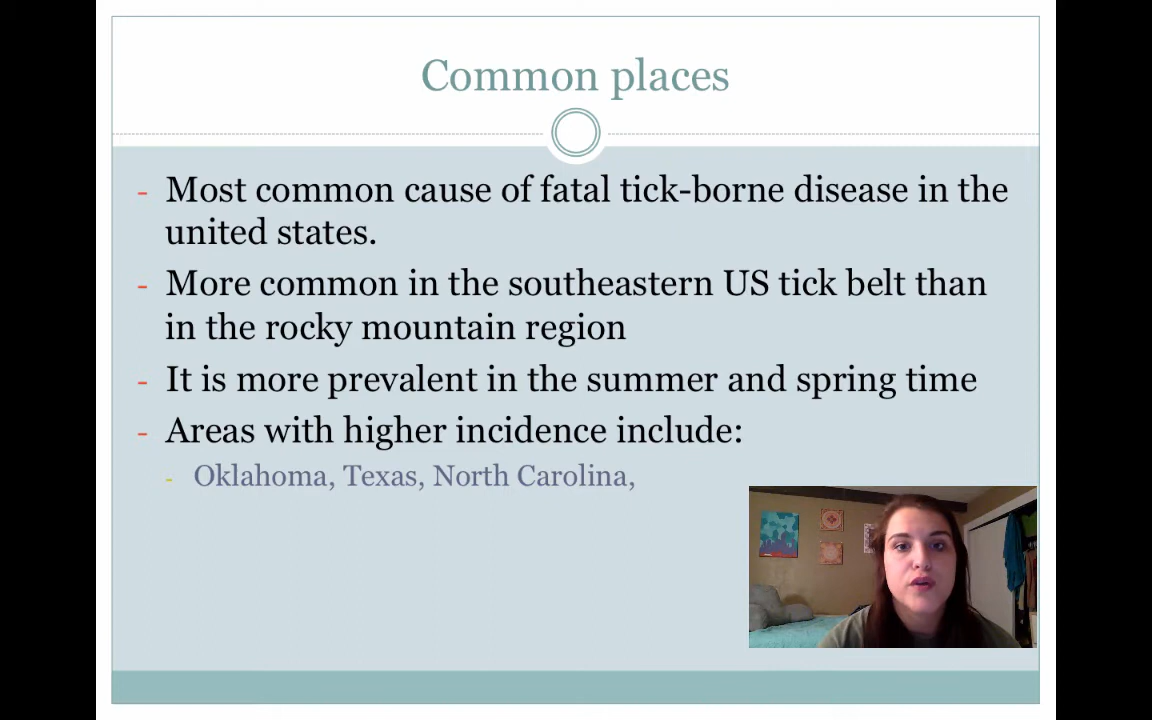 Common places
- Most common cause of fatal tick-borne disease in the
united states.
- More common in the southeastern US tick belt than
in the rocky mountain region
- It is more prevalent in the summer and spring time
- Areas with higher incidence include:
- Oklahoma, Texas, North Carolina,